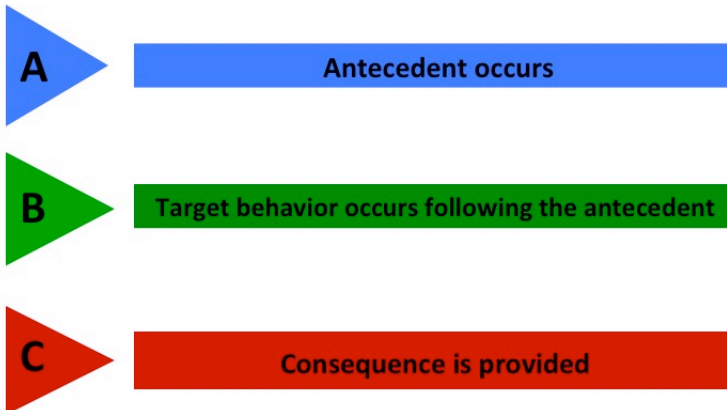 A
Antecedent occurs
B
Target behavior occurs following the antecedent
C
Consequence is provided